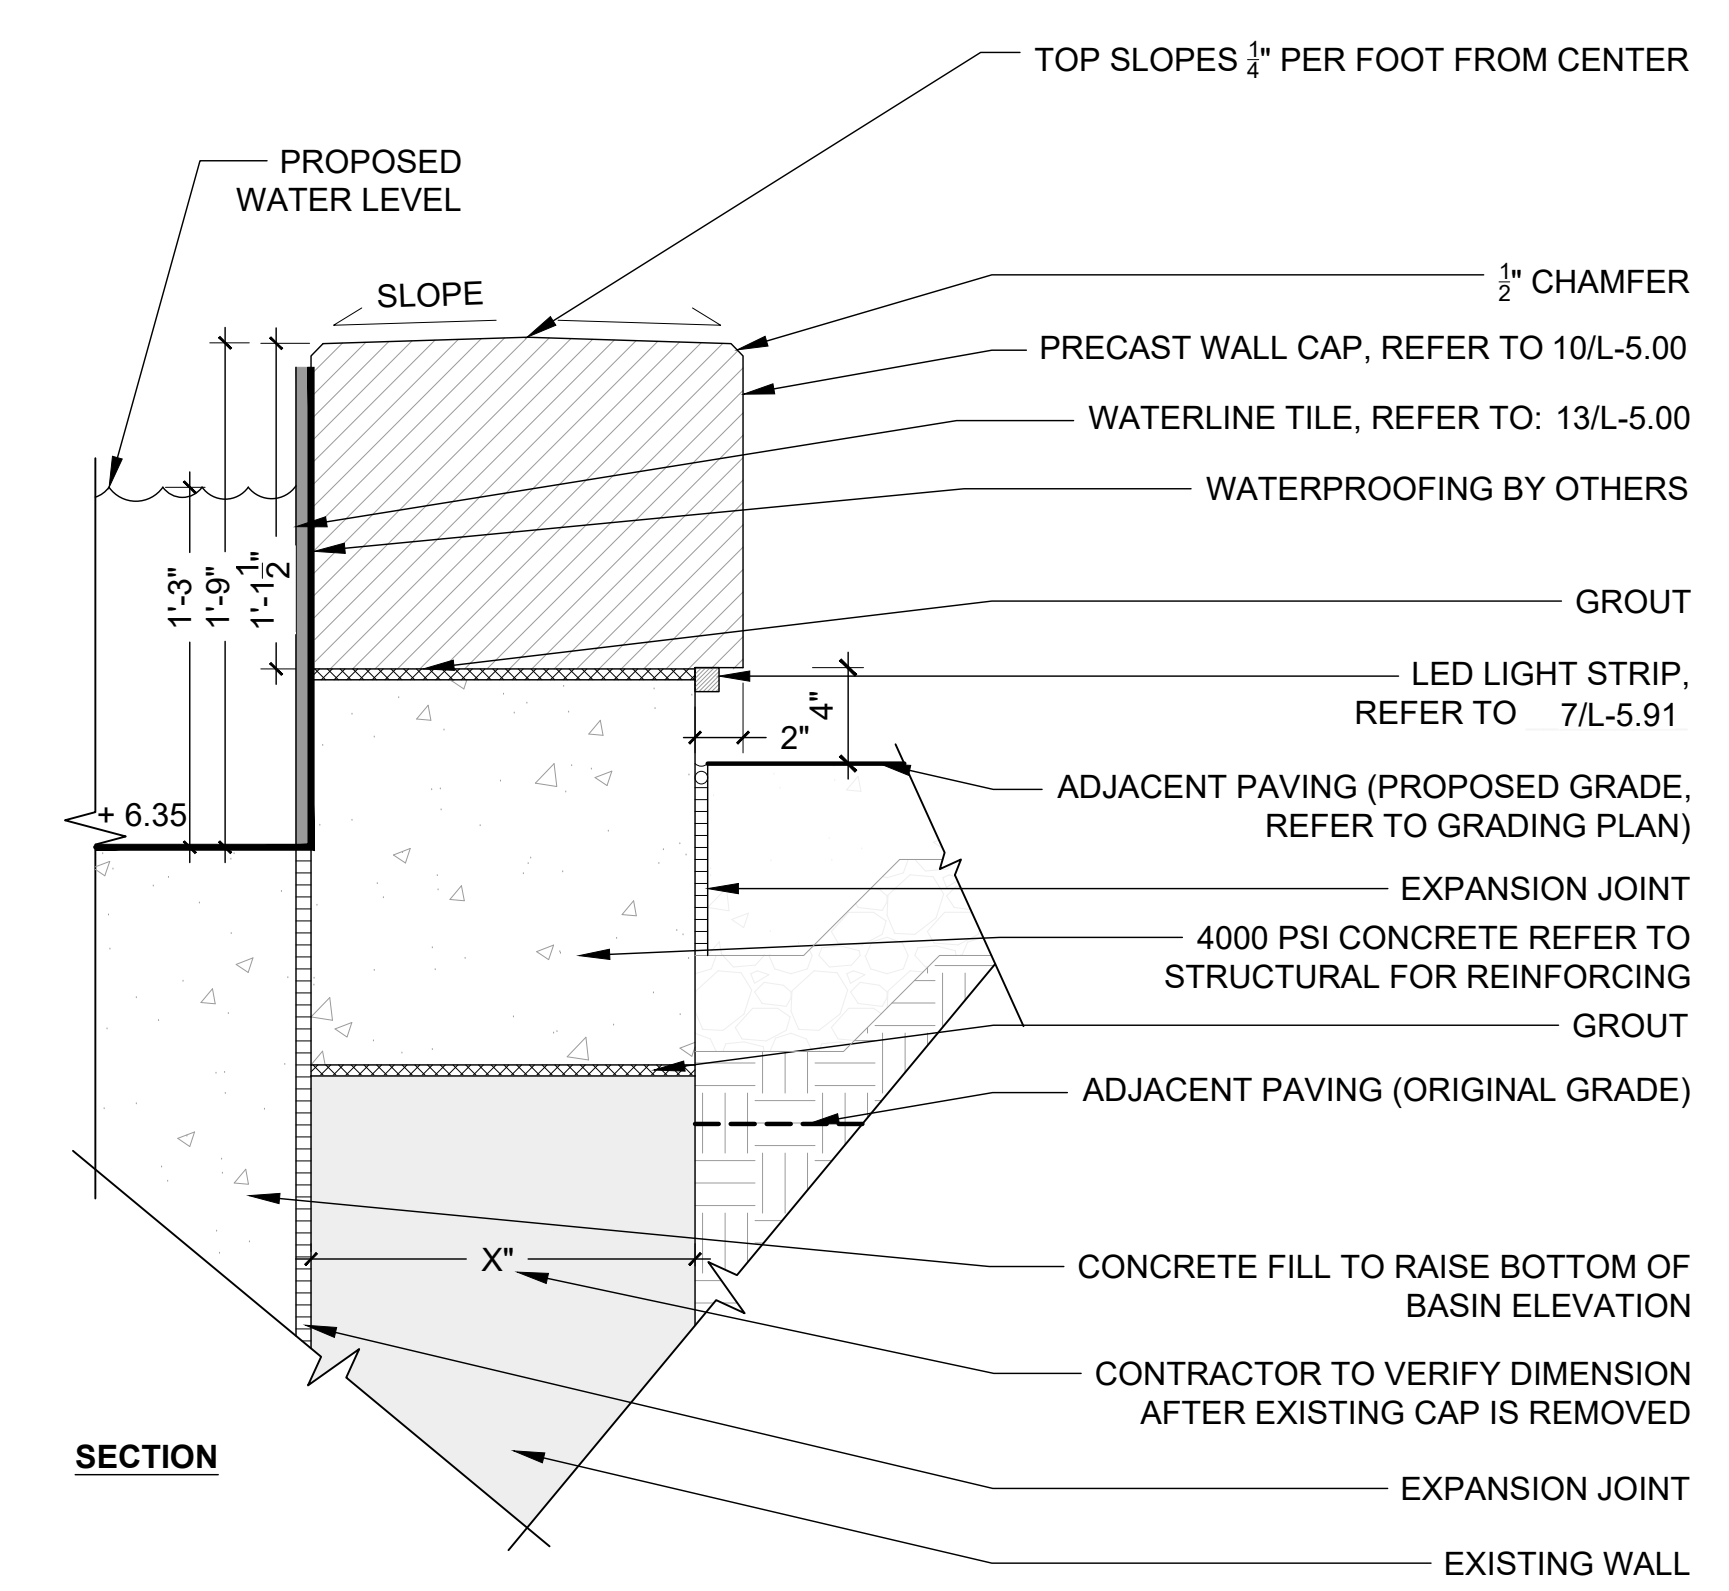 TOP SLOPES 1/4" PER FOOT FROM CENTER
PROPOSED
WATER LEVEL
SLOPE
1/2" CHAMFER
PRECAST WALL CAP, REFER TO 10/L-5.00
WATERLINE TILE, REFER TO: 13/L-5.00
WATERPROOFING BY OTHERS
1'-3"
1'-9"
1'-1 1/2"
GROUT
LED LIGHT STRIP,
REFER TO 7/L-5.91
4"
2"
ADJACENT PAVING (PROPOSED GRADE,
REFER TO GRADING PLAN)
+ 6.35
EXPANSION JOINT
4000 PSI CONCRETE REFER TO
STRUCTURAL FOR REINFORCING
GROUT
ADJACENT PAVING (ORIGINAL GRADE)
X"
CONCRETE FILL TO RAISE BOTTOM OF
BASIN ELEVATION
CONTRACTOR TO VERIFY DIMENSION
AFTER EXISTING CAP IS REMOVED
SECTION
EXPANSION JOINT
EXISTING WALL